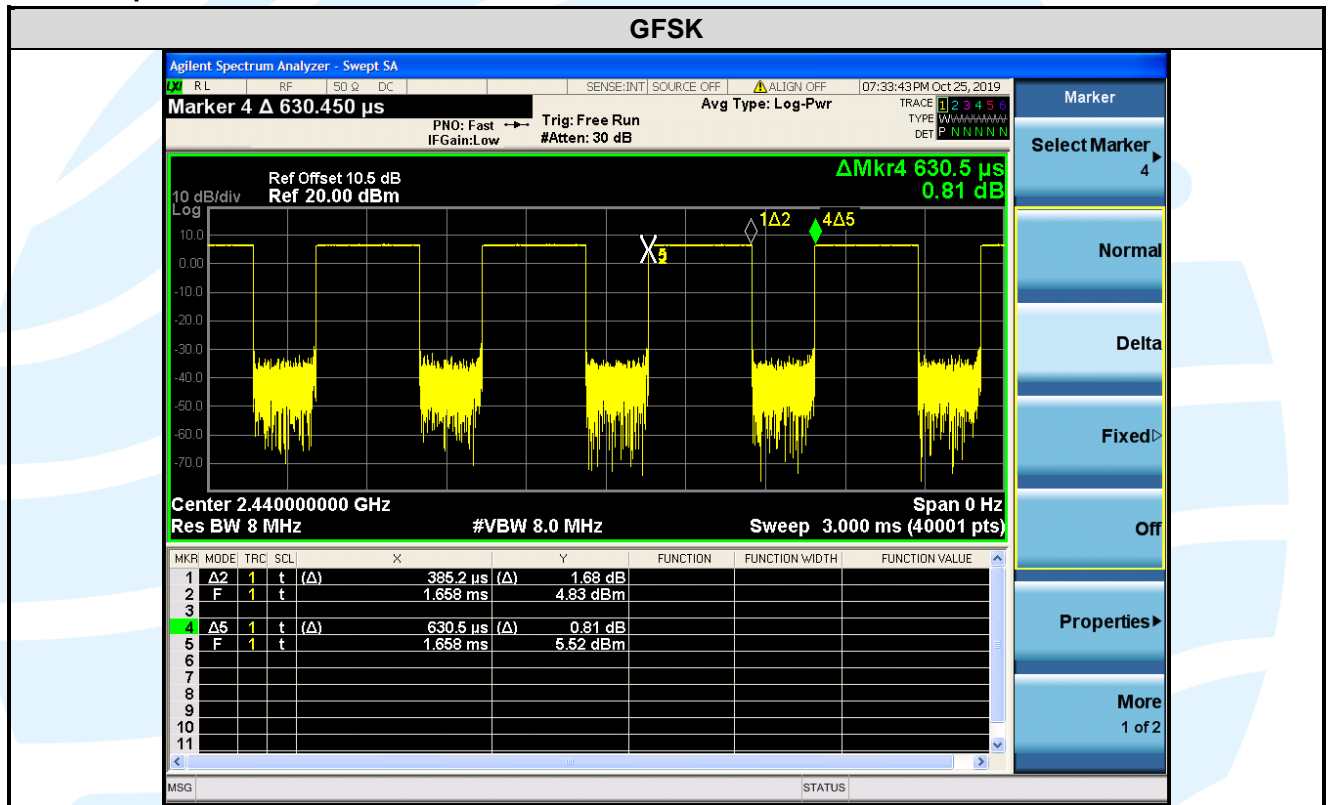 GFSK
Agilent Spectrum Analyzer - Swept SA
LXI RL RF 50 Ω DC SENSE:INT SOURCE OFF ALIGN OFF 07:33:43 PM Oct 25, 2019
Marker 4 Δ 630.450 µs
PNO: Fast
IFGain:Low
Trig: Free Run
#Atten: 30 dB
Avg Type: Log-Pwr
TRACE 1 2 3 4 5 6
TYPE
DET P N N N N N
Marker
Select Marker
4
ΔMkr4 630.5 µs
0.81 dB
Ref Offset 10.5 dB
10 dB/div Ref 20.00 dBm
Log
1Δ2 4Δ5
5
10.0
0.00
-10.0
-20.0
-30.0
-40.0
-50.0
-60.0
-70.0
Center 2.440000000 GHz Span 0 Hz
Res BW 8 MHz #VBW 8.0 MHz Sweep 3.000 ms (40001 pts)
Normal
Delta
Fixed
Off
Properties
More
1 of 2
MKR MODE TRC SCL X Y FUNCTION FUNCTION WIDTH FUNCTION VALUE
1 Δ2 1 t (Δ) 385.2 µs (Δ) 1.68 dB
2 F 1 t 1.658 ms 4.83 dBm
3
4 Δ5 1 t (Δ) 630.5 µs (Δ) 0.81 dB
5 F 1 t 1.658 ms 5.52 dBm
6
7
8
9
10
11
MSG STATUS